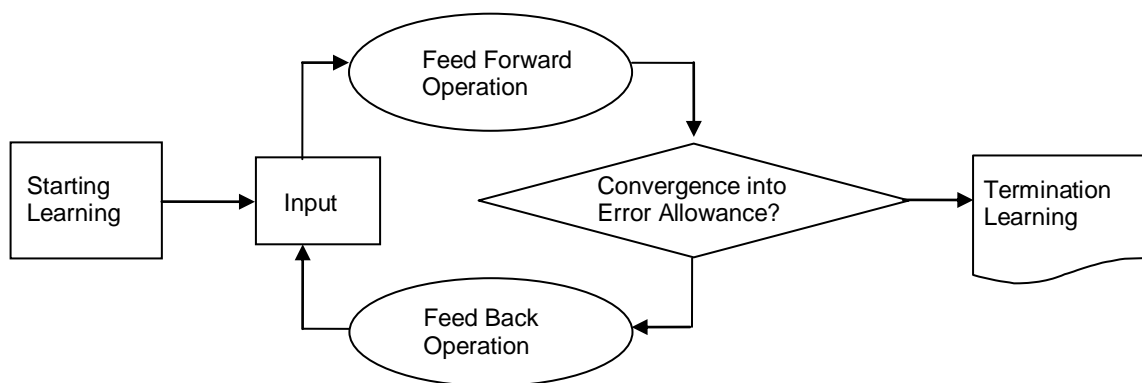 Feed Forward
Operation
Starting
Learning
Input
Convergence into
Error Allowance?
Termination
Learning
Feed Back
Operation